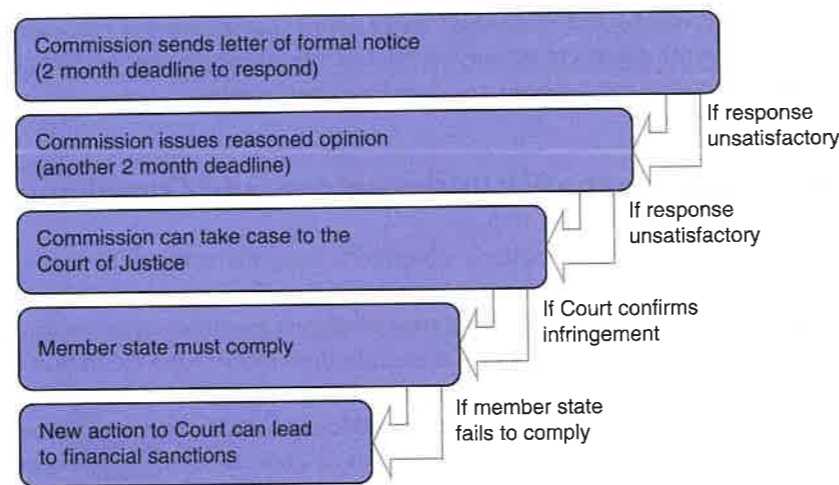 Commission sends letter of formal notice
(2 month deadline to respond)
If response
unsatisfactory
Commission issues reasoned opinion
(another 2 month deadline)
If response
unsatisfactory
Commission can take case to the
Court of Justice
If Court confirms
infringement
Member state must comply
If member state
fails to comply
New action to Court can lead
to financial sanctions